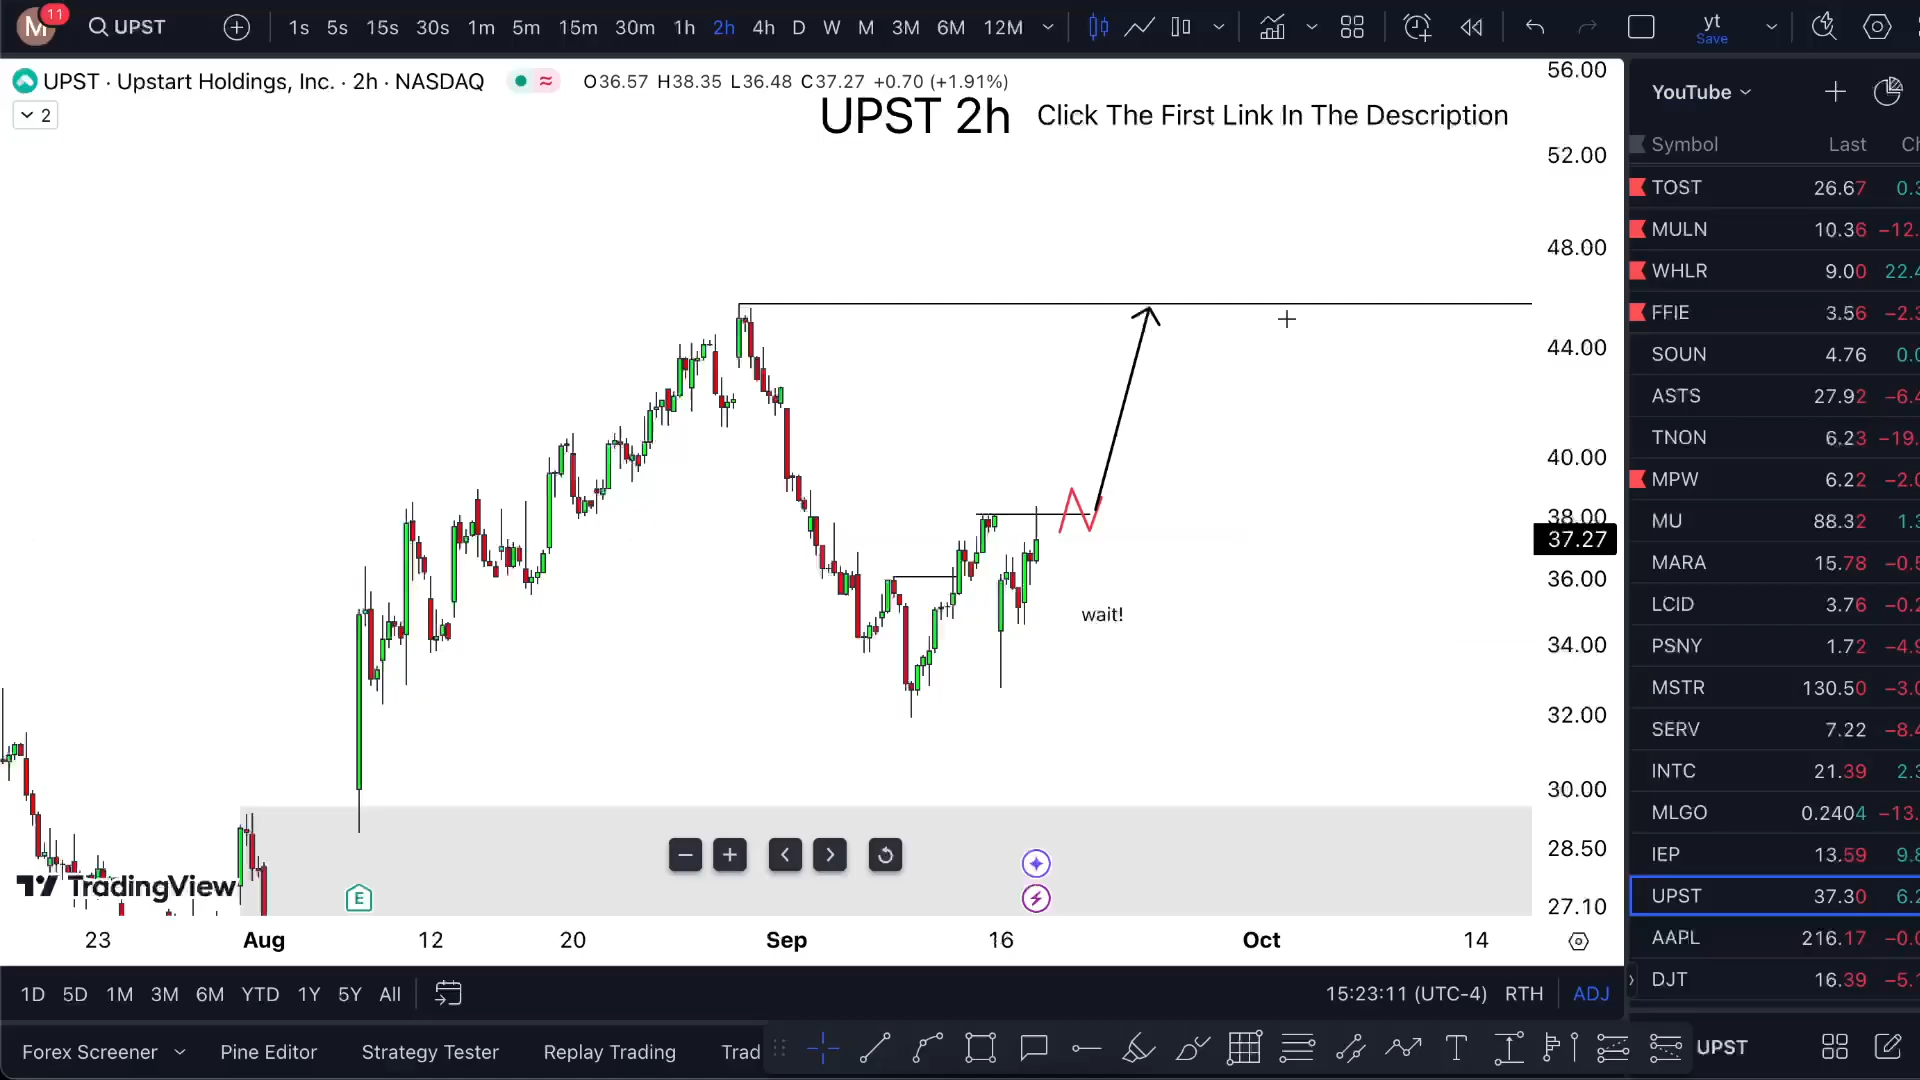 M 11 UPST 1s 5s 15s 30s 1m 5m 15m 30m 1h 2h 4h D W M 3M 6M 12M yt Save
UPST · Upstart Holdings, Inc. · 2h · NASDAQ O36.57 H38.35 L36.48 C37.27 +0.70 (+1.91%)
2
UPST 2h Click The First Link In The Description
56.00
52.00
48.00
44.00
40.00
38.00
37.27
36.00
34.00
32.00
30.00
28.50
27.10
wait!
E
TradingView
23 Aug 12 20 Sep 16 Oct 14
1D 5D 1M 3M 6M YTD 1Y 5Y All 15:23:11 (UTC-4) RTH ADJ
Forex Screener Pine Editor Strategy Tester Replay Trading Trad T UPST
YouTube
Symbol Last Ch
TOST 26.67 0.3
MULN 10.36 −12.
WHLR 9.00 22.4
FFIE 3.56 −2.3
SOUN 4.76 0.0
ASTS 27.92 −6.4
TNON 6.23 −19.
MPW 6.22 −2.0
MU 88.32 1.3
MARA 15.78 −0.5
LCID 3.76 −0.2
PSNY 1.72 −4.9
MSTR 130.50 −3.0
SERV 7.22 −8.4
INTC 21.39 2.3
MLGO 0.2404 −13.
IEP 13.59 9.8
UPST 37.30 6.2
AAPL 216.17 −0.0
DJT 16.39 −5.1